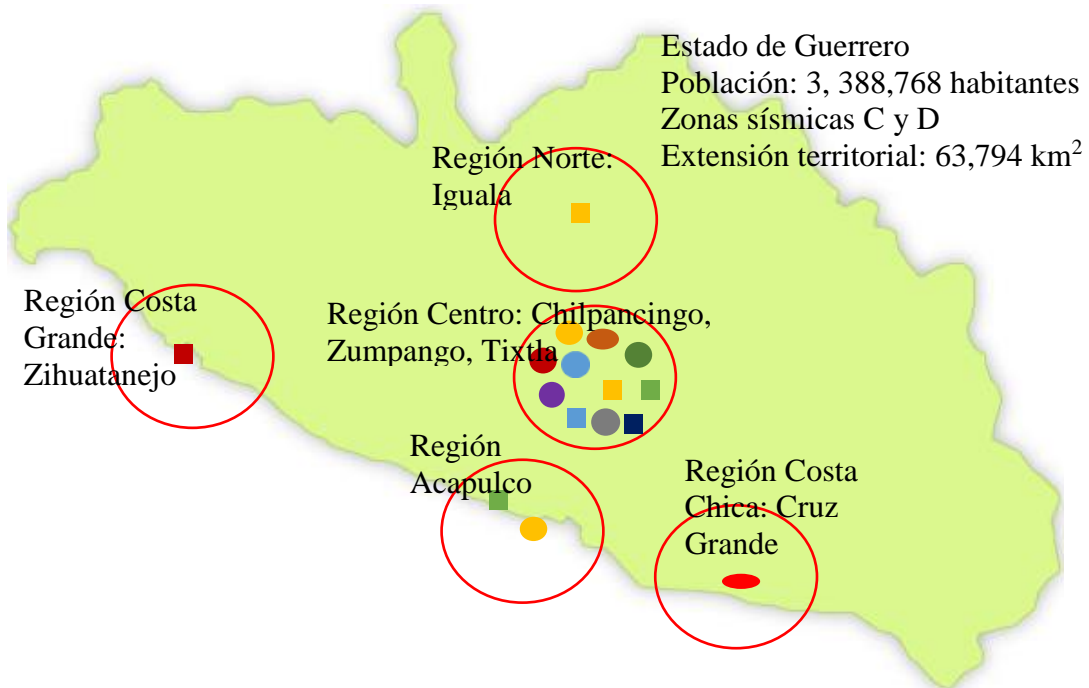 Estado de Guerrero
Población: 3, 388,768 habitantes
Zonas sísmicas C y D
Extensión territorial: 63,794 km²
Región Norte:
Iguala
Región Costa
Grande:
Zihuatanejo
Región Centro: Chilpancingo,
Zumpango, Tixtla
Región
Acapulco
Región Costa
Chica: Cruz
Grande